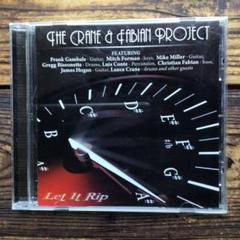 THE CRANE & FABIAN PROJECT
FEATURING
Frank Gambale - Guitar, Mitch Forman - keys, Mike Miller - Guitar,
Gregg Bissonette - Drums, Luis Conte - Percussion, Christian Fabian - bass,
James Hogan - Guitar, Lance Crane - drums and other guests
B
A
G
F
E
D
C
Let It Rip